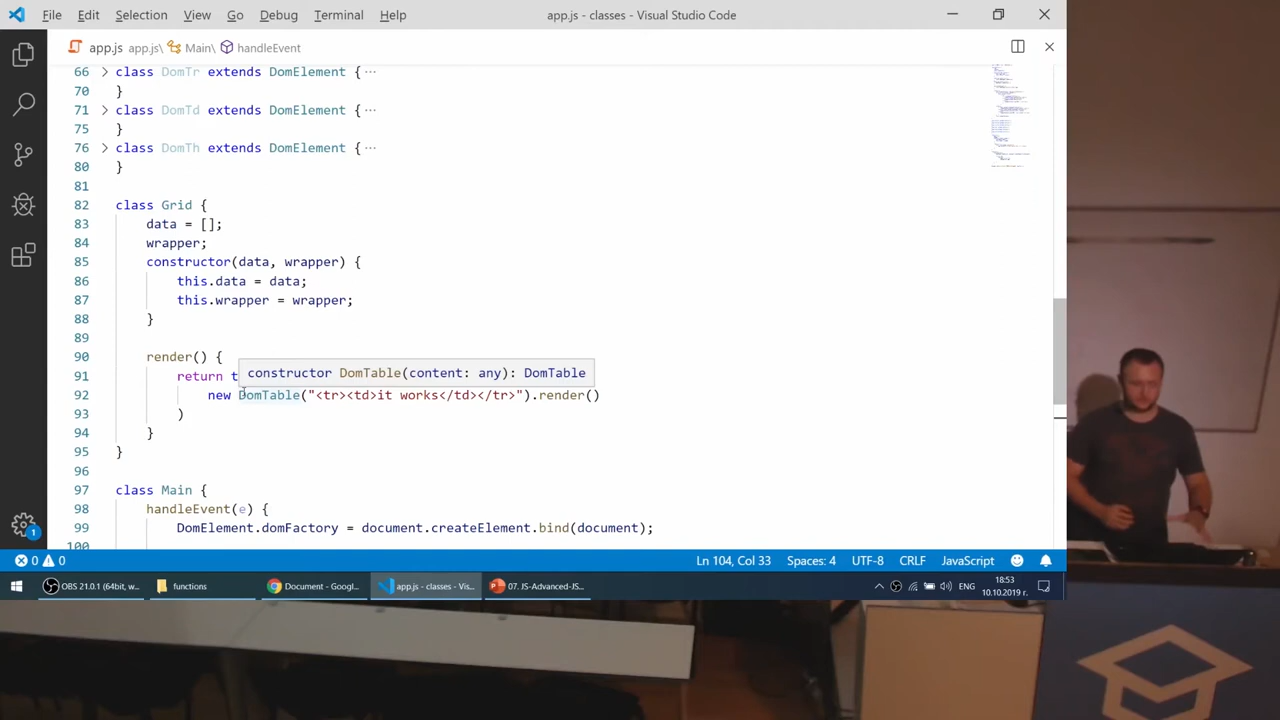 File Edit Selection View Go Debug Terminal Help app.js - classes - Visual Studio Code
app.js app.js\ Main\ handleEvent
66 class DomTr extends DomElement {
70
71 class DomTd extends DomElement {
75 }
76 class DomTh extends DomElement {
80
81
82 class Grid {
83 data = [];
84 wrapper;
85 constructor(data, wrapper) {
86 this.data = data;
87 this.wrapper = wrapper;
88 }
89
90 render() {
constructor DomTable(content: any): DomTable
91 return t
92 new DomTable("<tr><td>it works</td></tr>").render()
93 )
94 }
95 }
96
97 class Main {
98 handleEvent(e) {
99 DomElement.domFactory = document.createElement.bind(document);
100
1
0 0 Ln 104, Col 33 Spaces: 4 UTF-8 CRLF JavaScript
OBS 21.0.1 (64bit, w... functions Document - Googl... app.js - classes - Vis... 07. JS-Advanced-JS... ENG 18:53
10.10.2019 г.